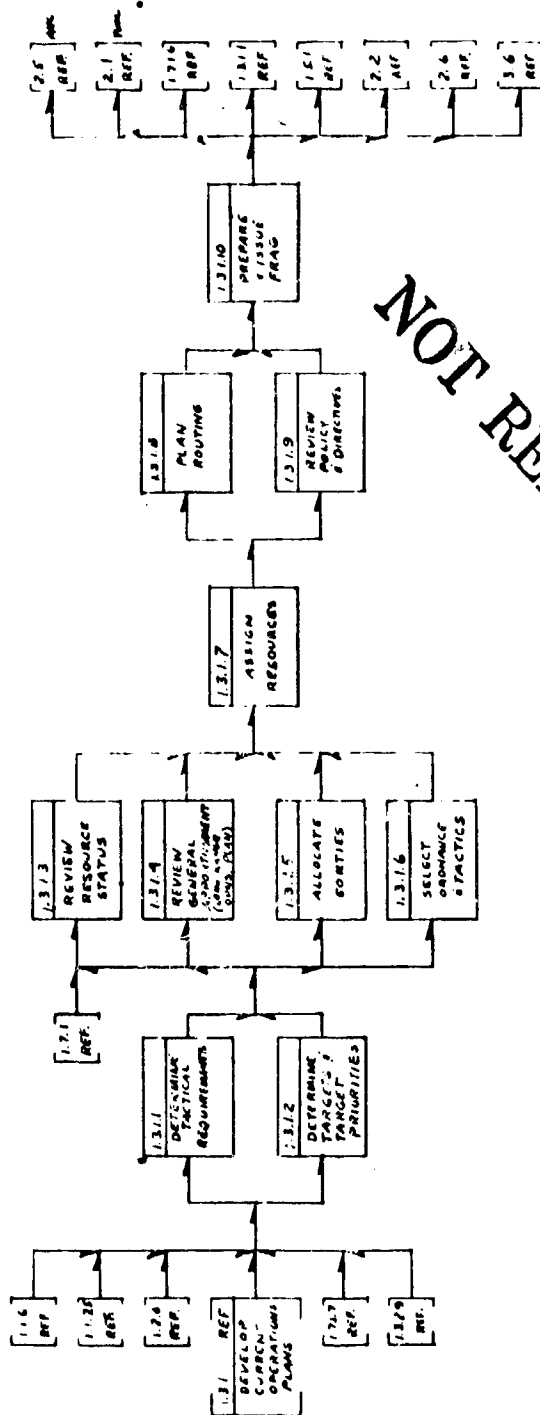 1.1.6
REF.
1.1.25
REF.
1.2.6
REF.
1.3.1 REF
DEVELOP
CURRENT
OPERATIONS
PLANS
REF.
1.3.2.9
REF.
1.3.1.1
DETERMINE
TACTICAL
REQUIREMENTS
1.3.1.2
DETERMINE
TARGETS &
TARGET
PRIORITIES
1.7.1
REF.
1.3.1.3
REVIEW
RESOURCE
STATUS
1.3.1.4
REVIEW
GENERAL
PLAN)
1.3.1.5
ALLOCATE
SORTIES
1.3.1.6
SELECT
ORDNANCE
& TACTICS
1.3.1.7
ASSIGN
RESOURCES
1.3.1.8
PLAN
ROUTING
1.3.1.9
REVIEW
POLICY
& DIRECTIVES
1.3.1.10
PREPARE
& ISSUE
FRAG
2.5
REF.
2.1
REF.
1.7.1.6
REF
1.3.1.1
REF
1.5.1
REF
2.2
REF
2.6
REF.
3.6
REF
NOT RE